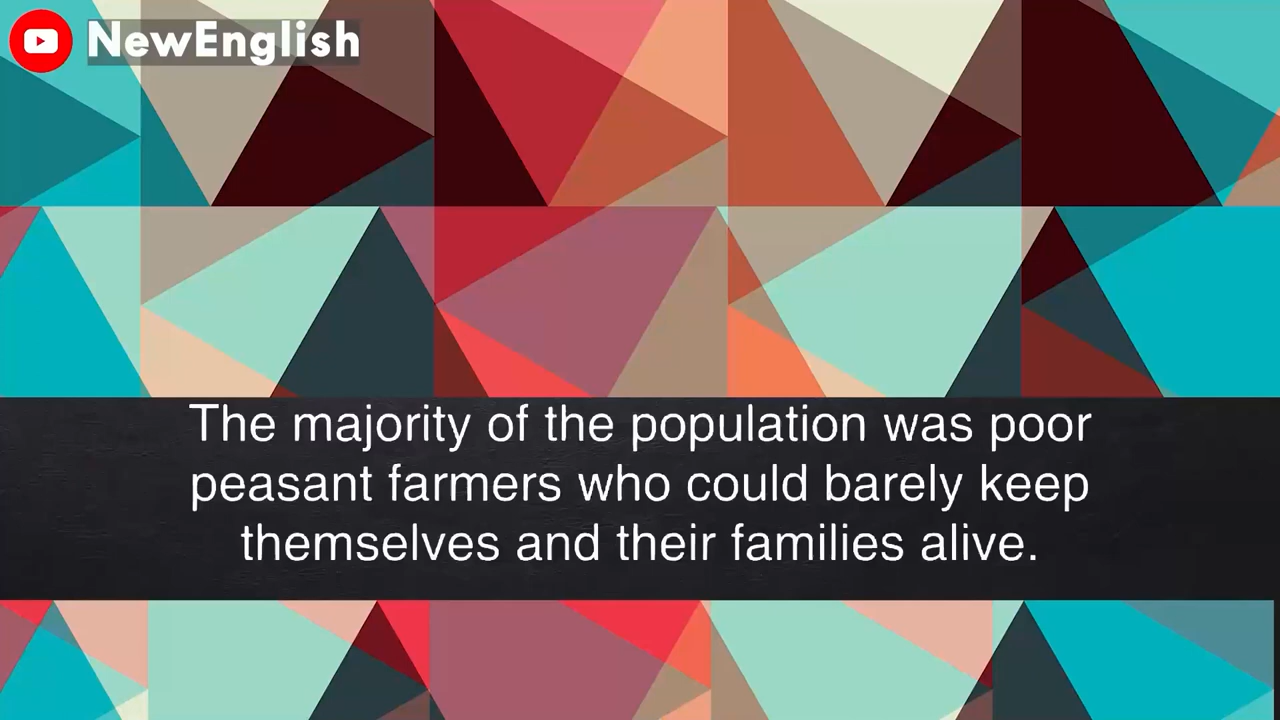 NewEnglish
The majority of the population was poor
peasant farmers who could barely keep
themselves and their families alive.